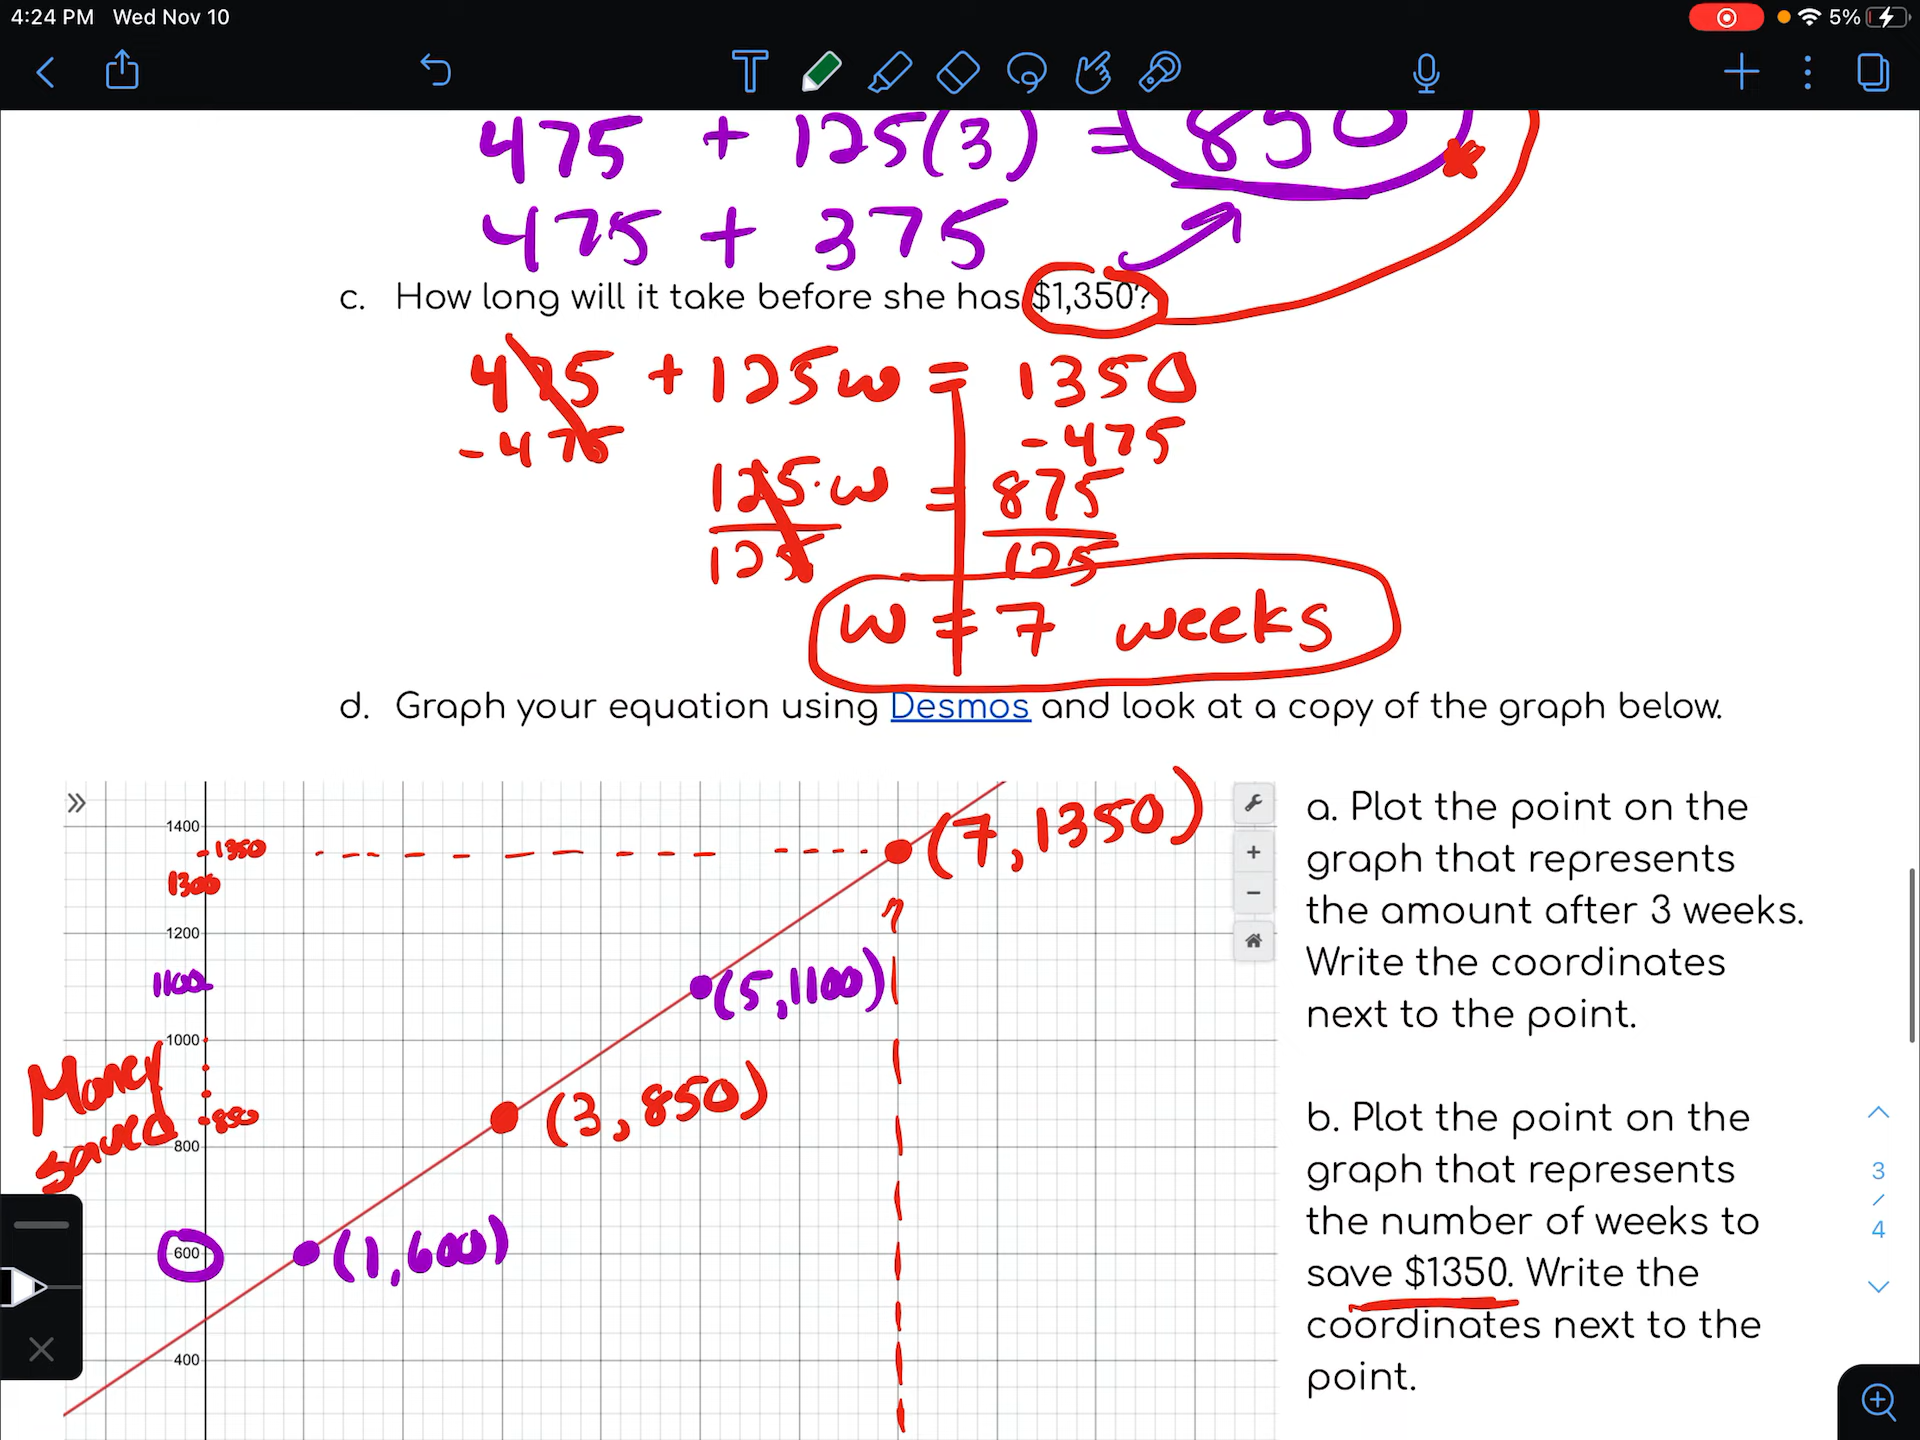 4:24 PM Wed Nov 10
5%
T
475 + 125(3) = 850
475 + 375
c. How long will it take before she has $1,350?
475 + 125w = 1350
-475 -475
125·w = 875
125 125
w = 7 weeks
d. Graph your equation using Desmos and look at a copy of the graph below.
1400
1350
1300
1200
1100
1000
850
800
600
400
Money
saved
(7, 1350)
(5, 1100)
(3, 850)
(1, 600)
a. Plot the point on the
graph that represents
the amount after 3 weeks.
Write the coordinates
next to the point.
b. Plot the point on the
graph that represents
the number of weeks to
save $1350. Write the
coordinates next to the
point.
3
/
4